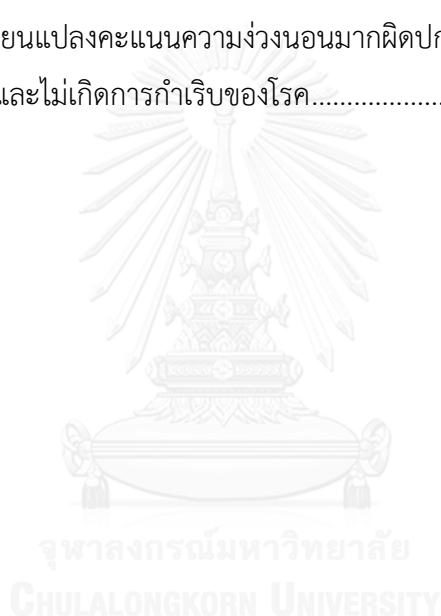 ยนแปลงคะแนนความง่วงนอนมากผิดปก
และไม่เกิดการกำเริบของโรค....................
จุฬาลงกรณ์มหาวิทยาลัย
CHULALONGKORN UNIVERSITY